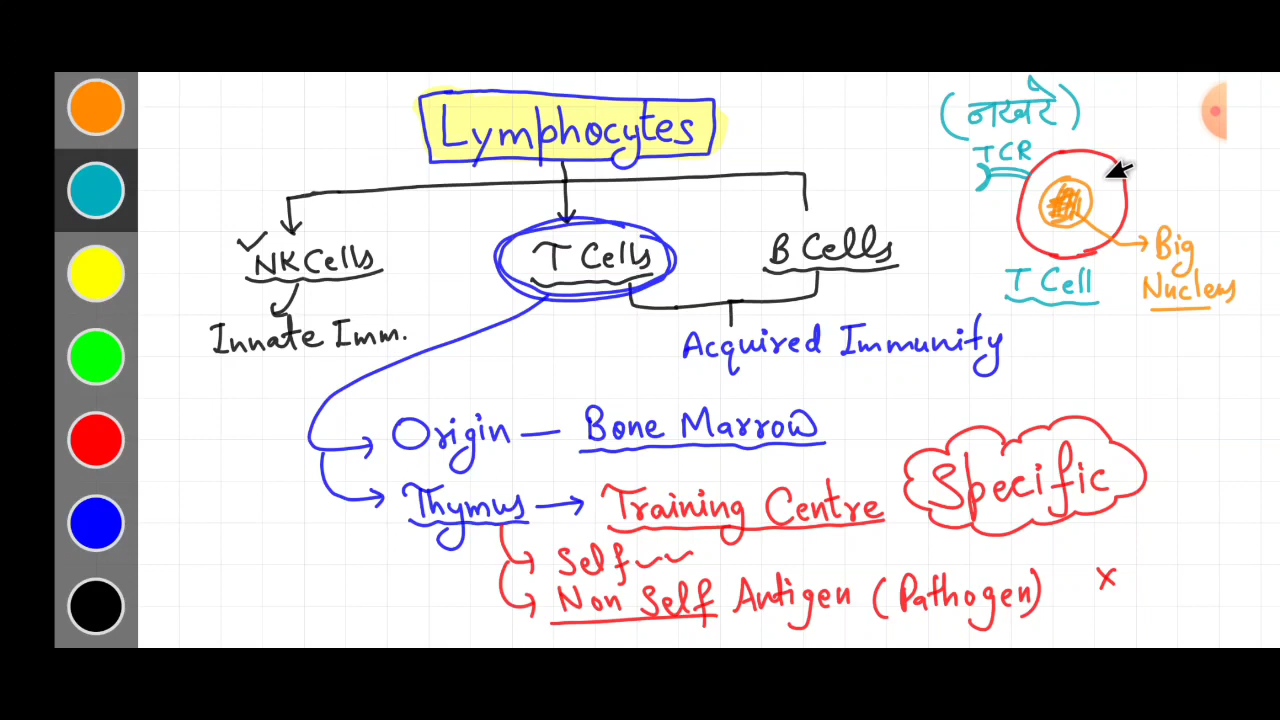 Lymphocytes
(नखरे)
TCR
NK Cells
T Cells
B Cells
Big
Nucleus
T Cell
Innate Imm.
Acquired Immunity
Origin — Bone Marrow
Thymus → Training Centre
Specific
Self
Non Self Antigen (Pathogen) x